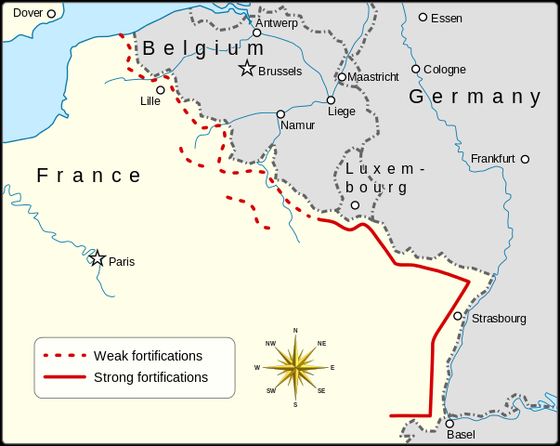 Dover
Antwerp
Essen
Belgium
Brussels
Maastricht
Cologne
Lille
Liege
Germany
Namur
Frankfurt
France
Luxem-
bourg
Paris
Strasbourg
Weak fortifications
Strong fortifications
N
NW
NE
W
E
SW
SE
S
Basel